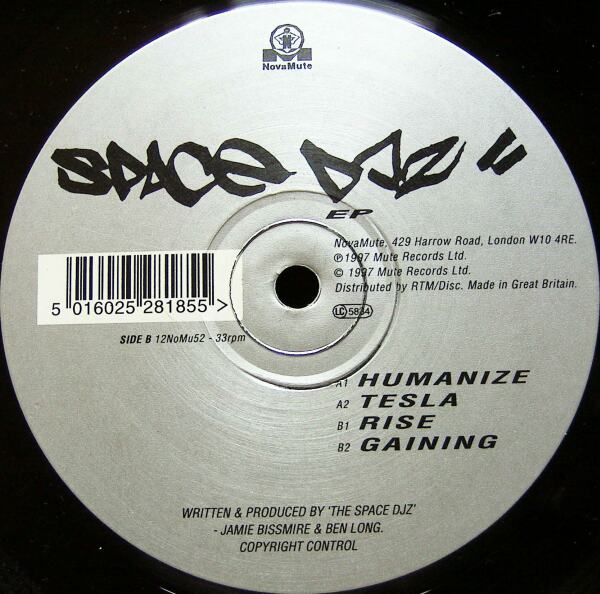 NovaMute
SPACE DJZ "
EP
NovaMute, 429 Harrow Road, London W10 4RE.
℗ 1997 Mute Records Ltd.
© 1997 Mute Records Ltd.
Distributed by RTM/Disc. Made in Great Britain.
LC 5834
5 016025 281855 >
SIDE B 12NoMu52 - 33rpm
A1 HUMANIZE
A2 TESLA
B1 RISE
B2 GAINING
WRITTEN & PRODUCED BY 'THE SPACE DJZ'
- JAMIE BISSMIRE & BEN LONG.
COPYRIGHT CONTROL